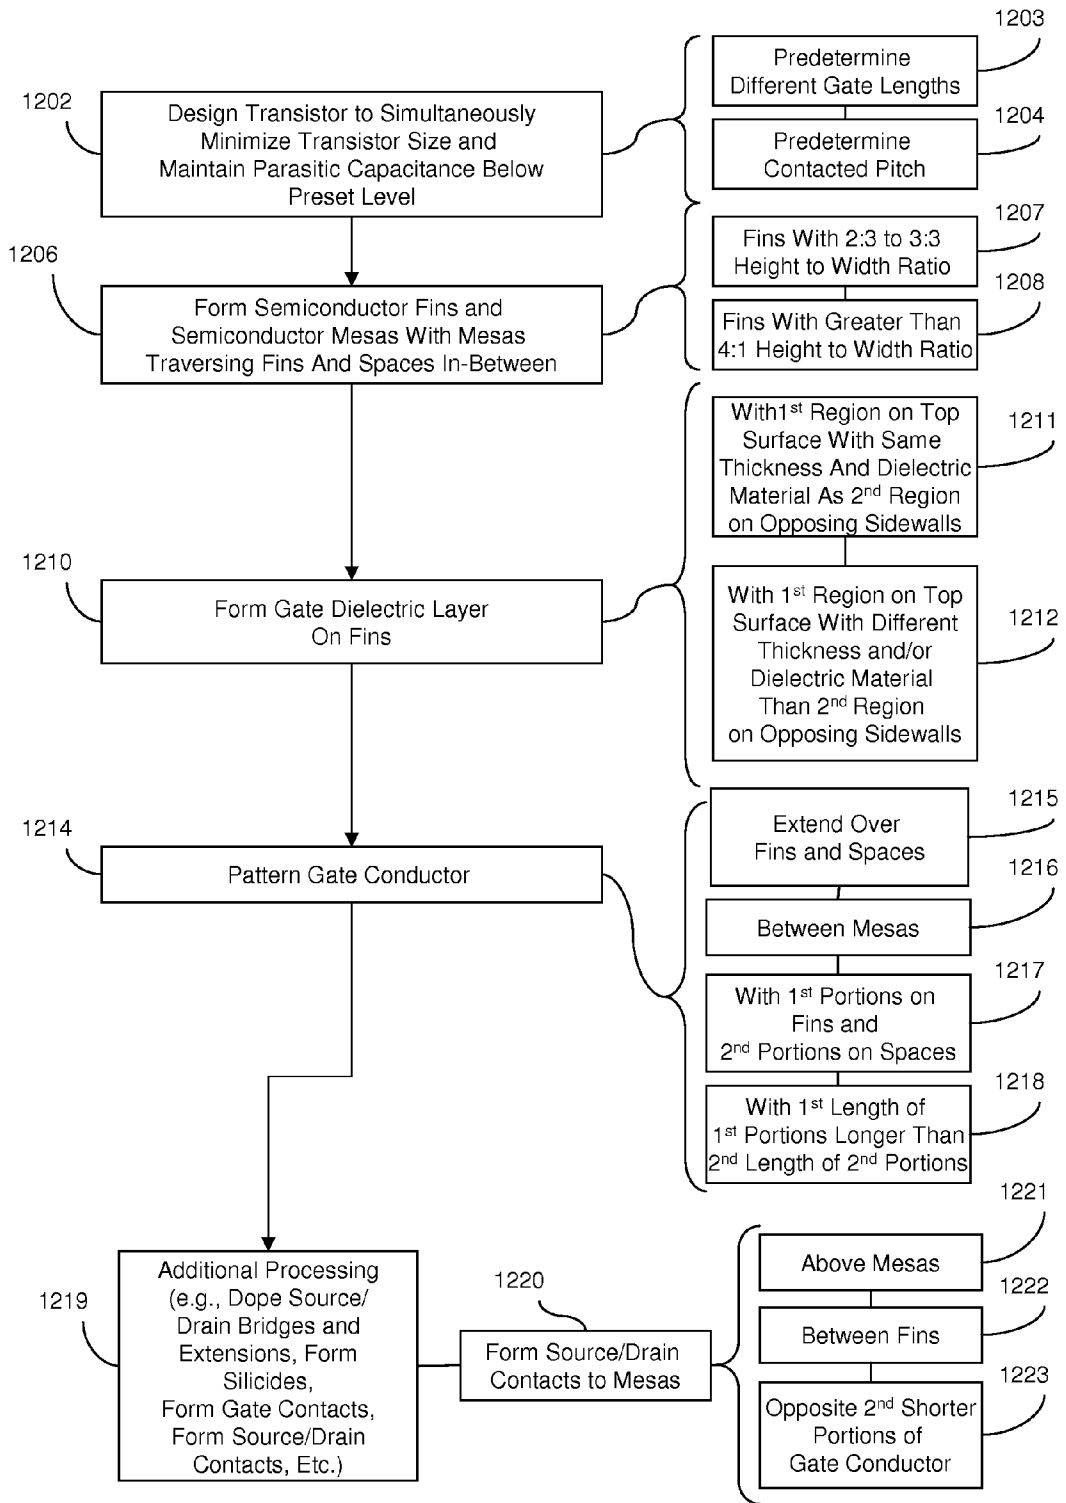 1203
Predetermine
Different Gate Lengths
1202
Design Transistor to Simultaneously
Minimize Transistor Size and
Maintain Parasitic Capacitance Below
Preset Level
1204
Predetermine
Contacted Pitch
1207
Fins With 2:3 to 3:3
Height to Width Ratio
1206
Form Semiconductor Fins and
Semiconductor Mesas With Mesas
Traversing Fins And Spaces In-Between
1208
Fins With Greater Than
4:1 Height to Width Ratio
1211
With1st Region on Top
Surface With Same
Thickness And Dielectric
Material As 2nd Region
on Opposing Sidewalls
1210
Form Gate Dielectric Layer
On Fins
1212
With 1st Region on Top
Surface With Different
Thickness and/or
Dielectric Material
Than 2nd Region
on Opposing Sidewalls
1215
Extend Over
Fins and Spaces
1214
Pattern Gate Conductor
1216
Between Mesas
1217
With 1st Portions on
Fins and
2nd Portions on Spaces
1218
With 1st Length of
1st Portions Longer Than
2nd Length of 2nd Portions
1219
Additional Processing
(e.g., Dope Source/
Drain Bridges and
Extensions, Form
Silicides,
Form Gate Contacts,
Form Source/Drain
Contacts, Etc.)
1220
Form Source/Drain
Contacts to Mesas
1221
Above Mesas
1222
Between Fins
1223
Opposite 2nd Shorter
Portions of
Gate Conductor